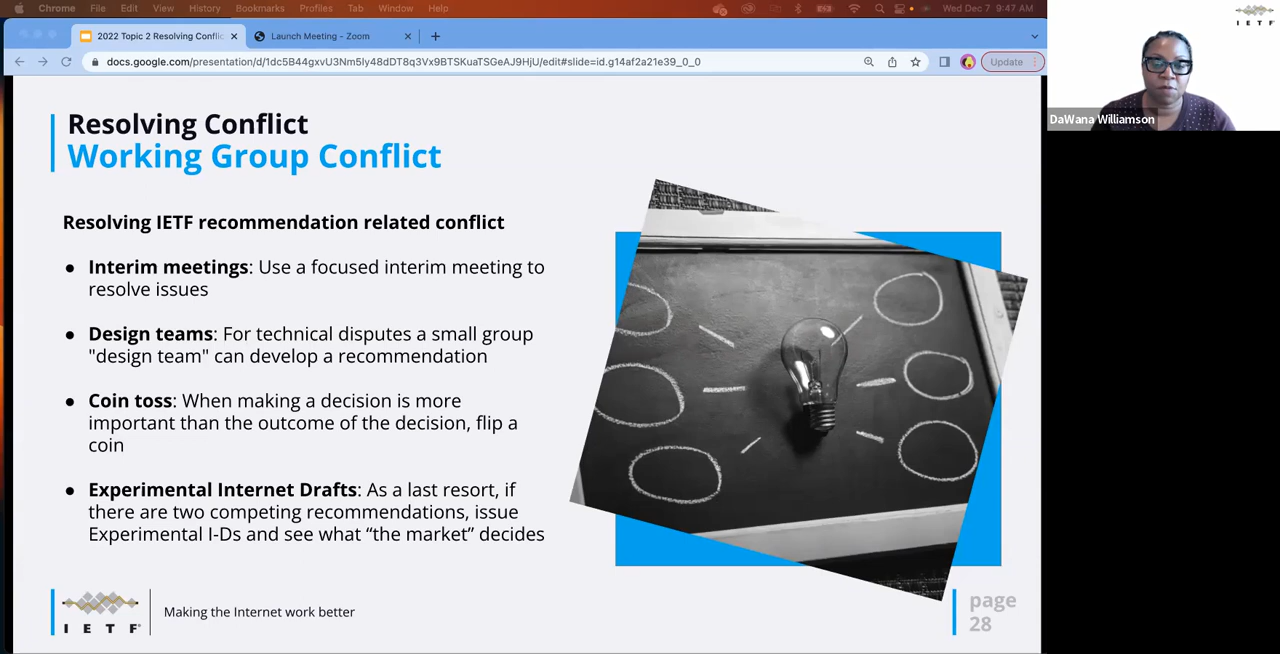 Chrome File Edit View History Bookmarks Profiles Tab Window Help Wed Dec 7 9:47 AM
2022 Topic 2 Resolving Conflic Launch Meeting - Zoom
docs.google.com/presentation/d/1dc5B44gxvU3Nm5Iy48dDT8q3Vx9BTSKuaTSGeAJ9HjU/edit#slide=id.g14af2a21e39_0_0 Update
IETF
DaWana Williamson
Resolving Conflict
Working Group Conflict
Resolving IETF recommendation related conflict
● Interim meetings: Use a focused interim meeting to
resolve issues
● Design teams: For technical disputes a small group
"design team" can develop a recommendation
● Coin toss: When making a decision is more
important than the outcome of the decision, flip a
coin
● Experimental Internet Drafts: As a last resort, if
there are two competing recommendations, issue
Experimental I-Ds and see what “the market” decides
IETF®
Making the Internet work better
page
28